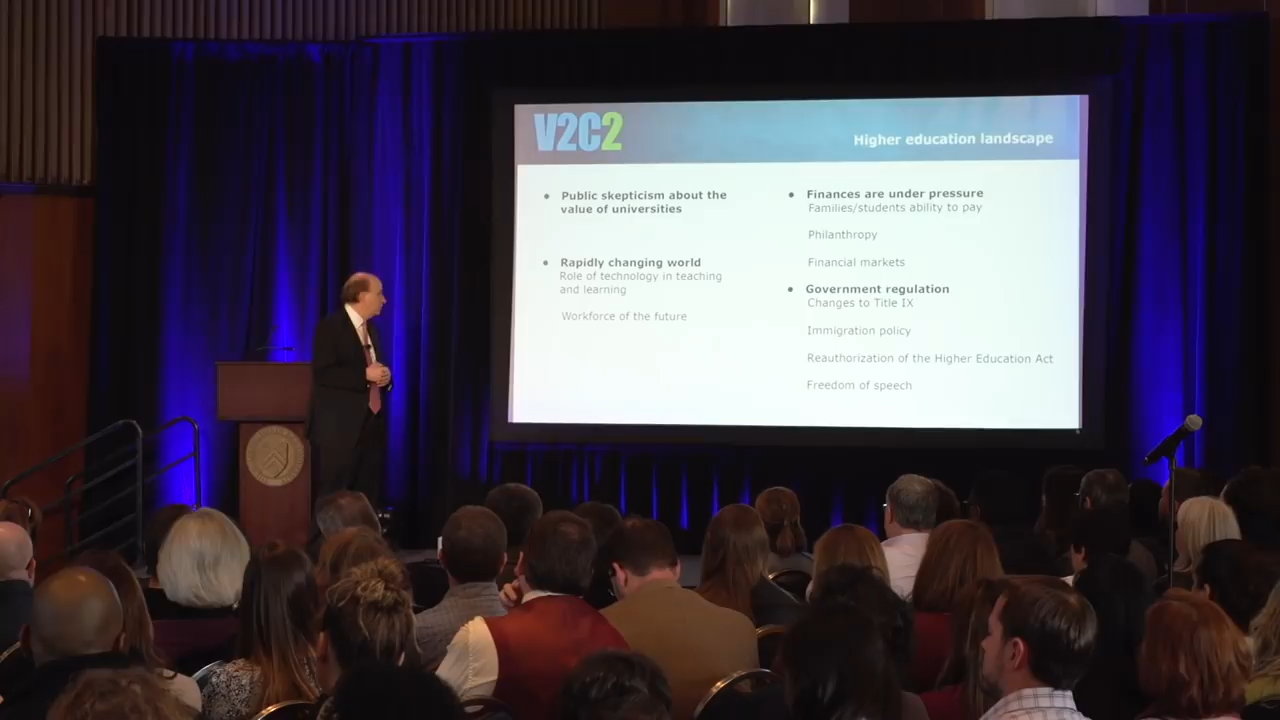 V2C2
Higher education landscape
• Public skepticism about the
value of universities
• Rapidly changing world
Role of technology in teaching
and learning
Workforce of the future
• Finances are under pressure
Families/students ability to pay
Philanthropy
Financial markets
• Government regulation
Changes to Title IX
Immigration policy
Reauthorization of the Higher Education Act
Freedom of speech